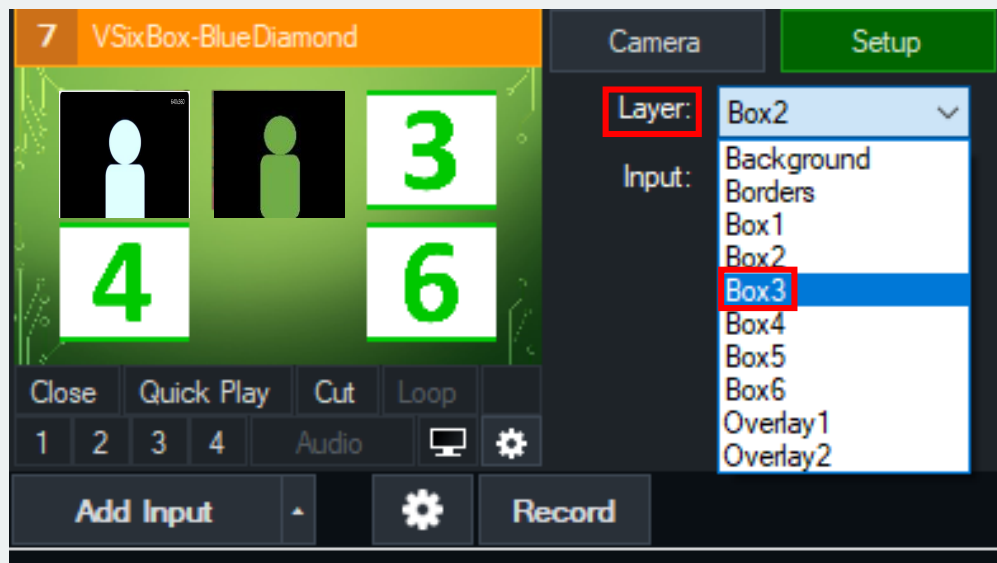 7 VSixBox-BlueDiamond
Camera Setup
640x360
3
4 6
Layer: Box2
Input:
Background
Borders
Box1
Box2
Box3
Box4
Box5
Box6
Overlay1
Overlay2
Close Quick Play Cut Loop
1 2 3 4 Audio
Add Input Record